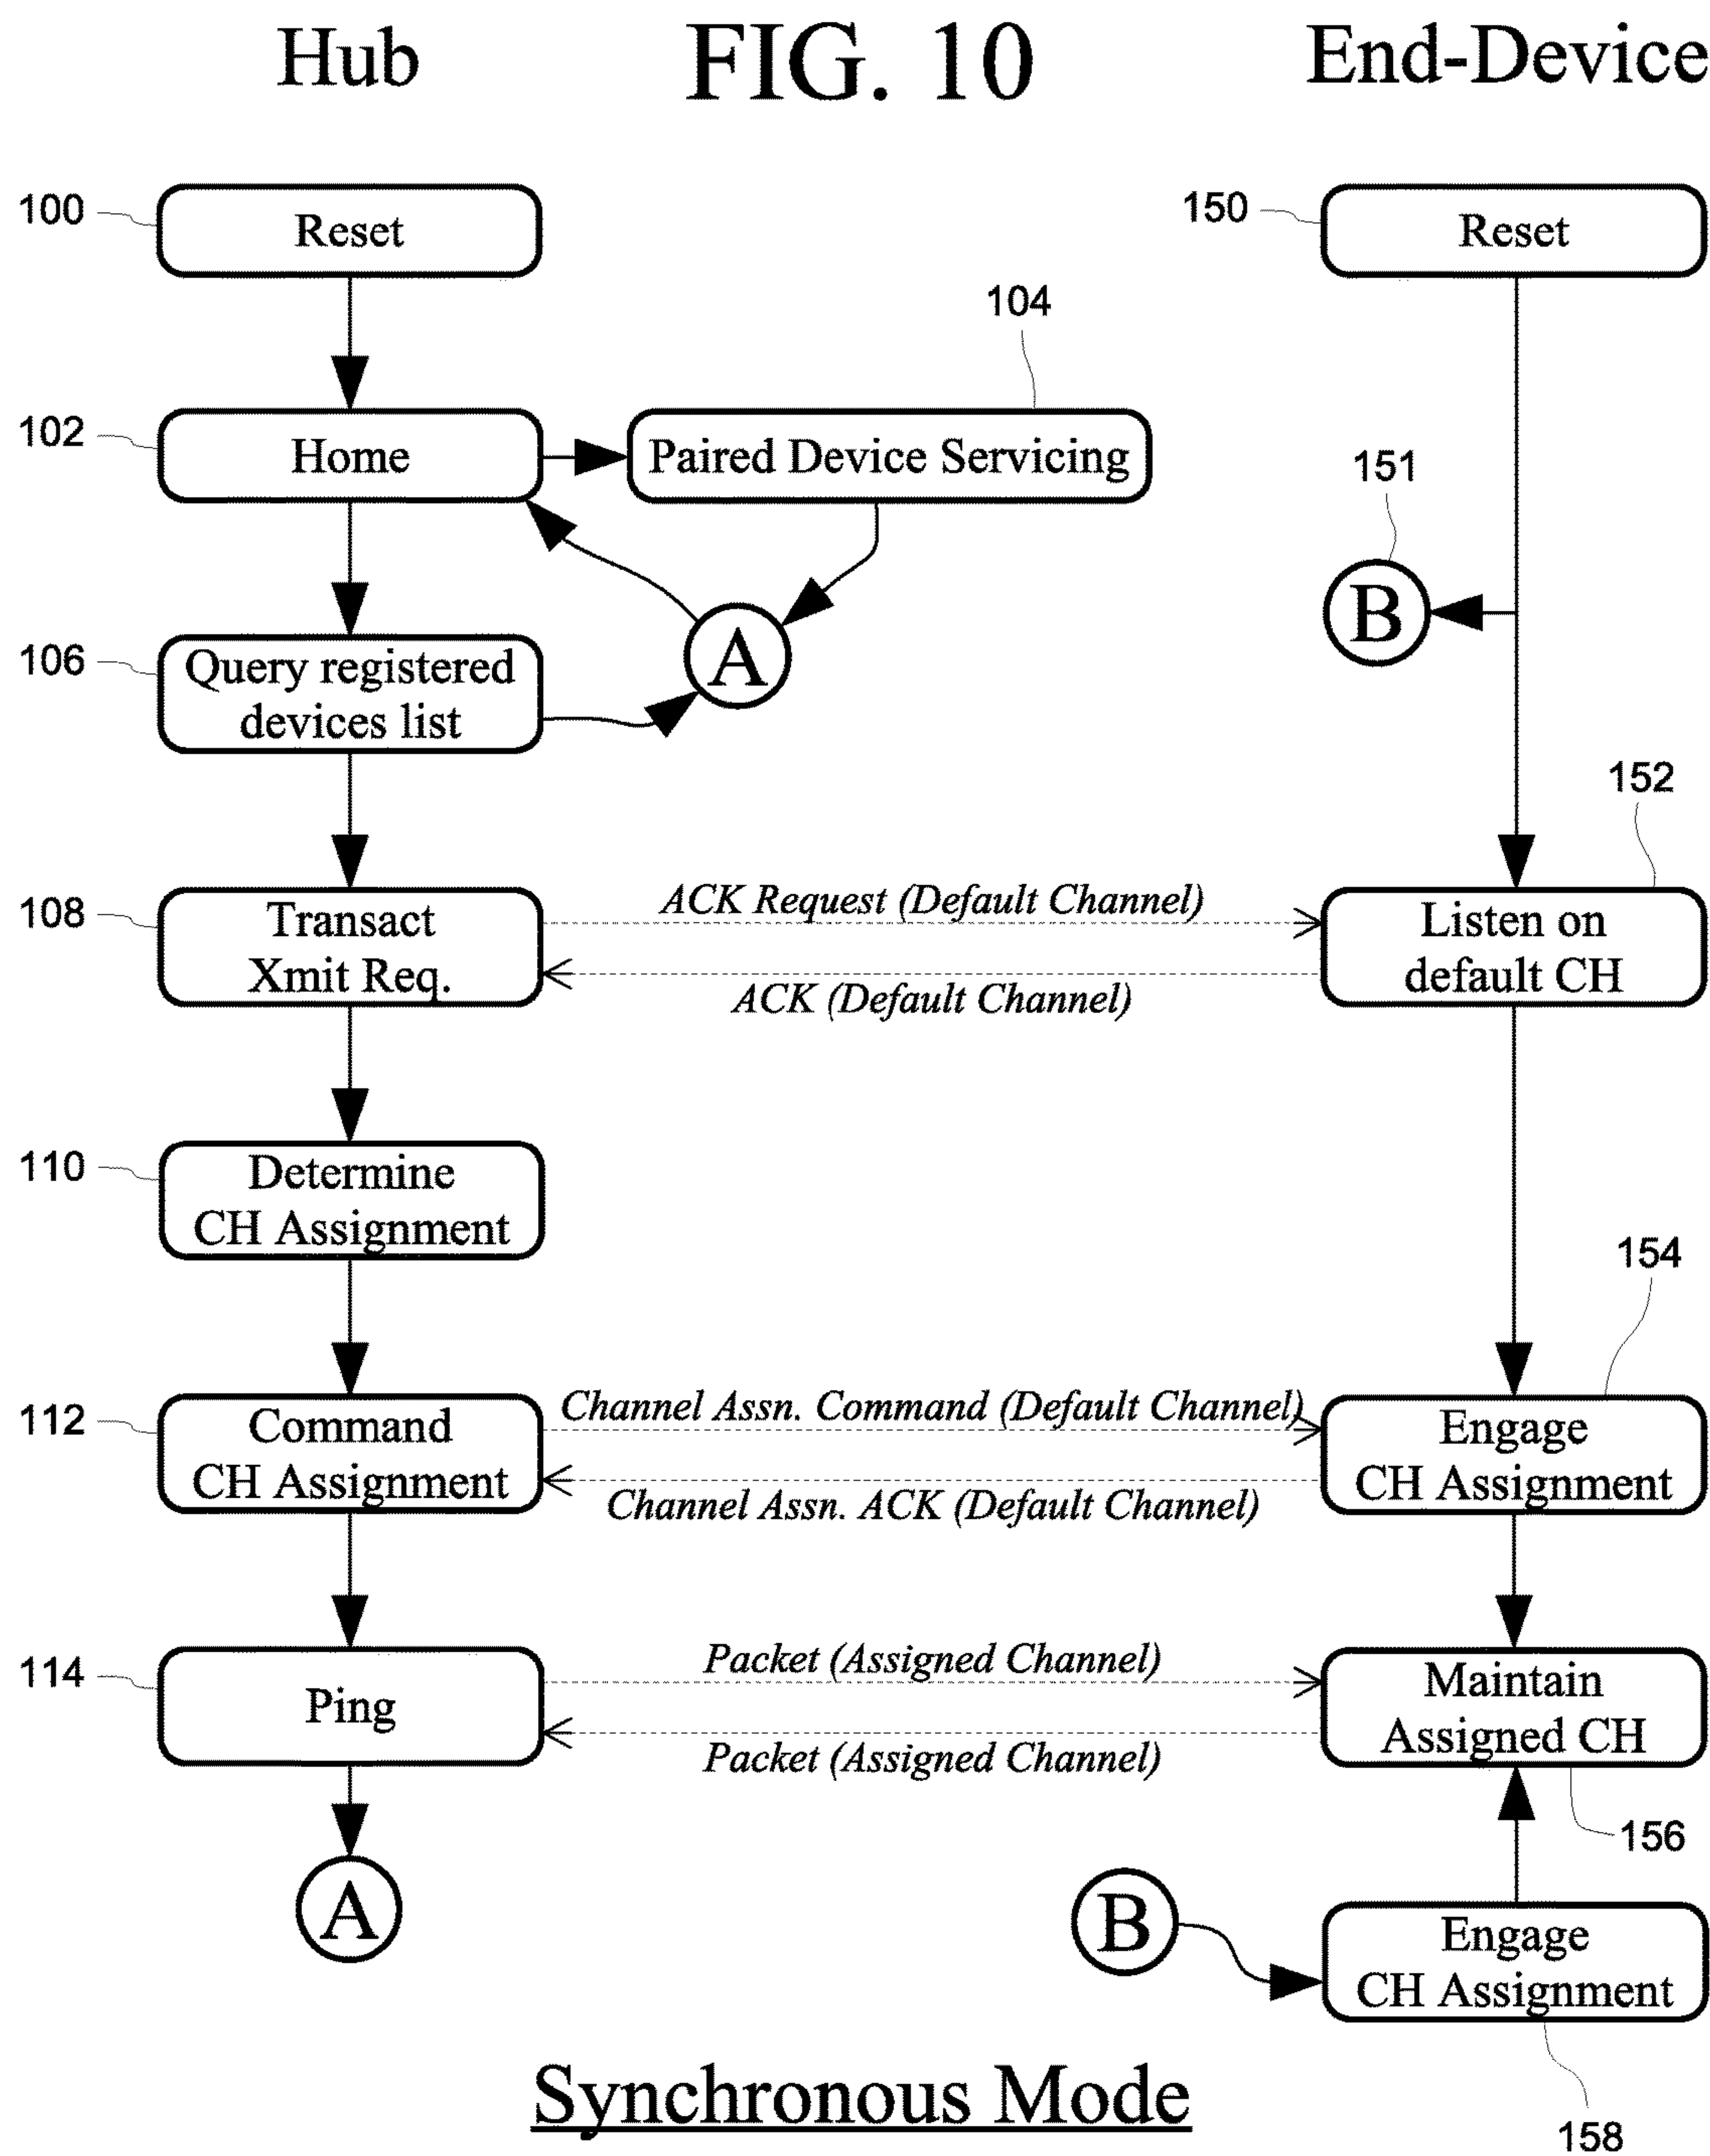 Hub
FIG. 10
End-Device
100
Reset
150
Reset
104
102
Home
Paired Device Servicing
151
B
106
Query registered
devices list
A
152
108
Transact
Xmit Req.
ACK Request (Default Channel)
ACK (Default Channel)
Listen on
default CH
110
Determine
CH Assignment
154
112
Command
CH Assignment
Channel Assn. Command (Default Channel)
Channel Assn. ACK (Default Channel)
Engage
CH Assignment
114
Ping
Packet (Assigned Channel)
Packet (Assigned Channel)
Maintain
Assigned CH
156
A
B
Engage
CH Assignment
158
Synchronous Mode